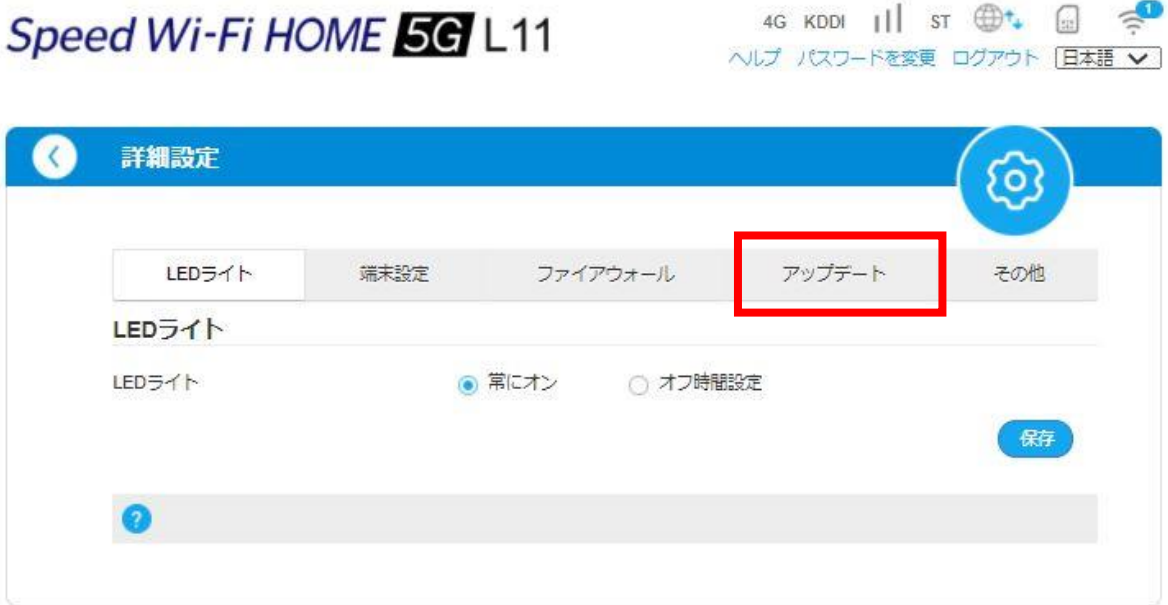 Speed Wi-Fi HOME 5G L11
4G KDDI ST 1
ヘルプ パスワードを変更 ログアウト 日本語
詳細設定
LEDライト 端末設定 ファイアウォール アップデート その他
LEDライト
LEDライト 常にオン オフ時間設定
保存
?